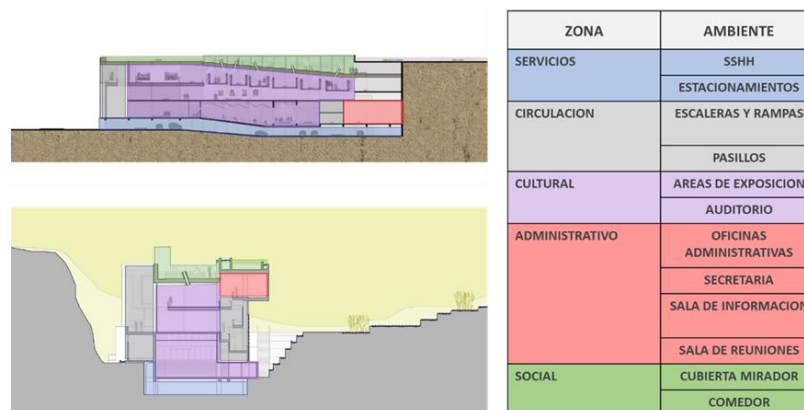 ZONA AMBIENTE
SERVICIOS SSHH
ESTACIONAMIENTOS
CIRCULACION ESCALERAS Y RAMPAS
PASILLOS
CULTURAL AREAS DE EXPOSICION
AUDITORIO
ADMINISTRATIVO OFICINAS
ADMINISTRATIVAS
SECRETARIA
SALA DE INFORMACION
SALA DE REUNIONES
SOCIAL CUBIERTA MIRADOR
COMEDOR